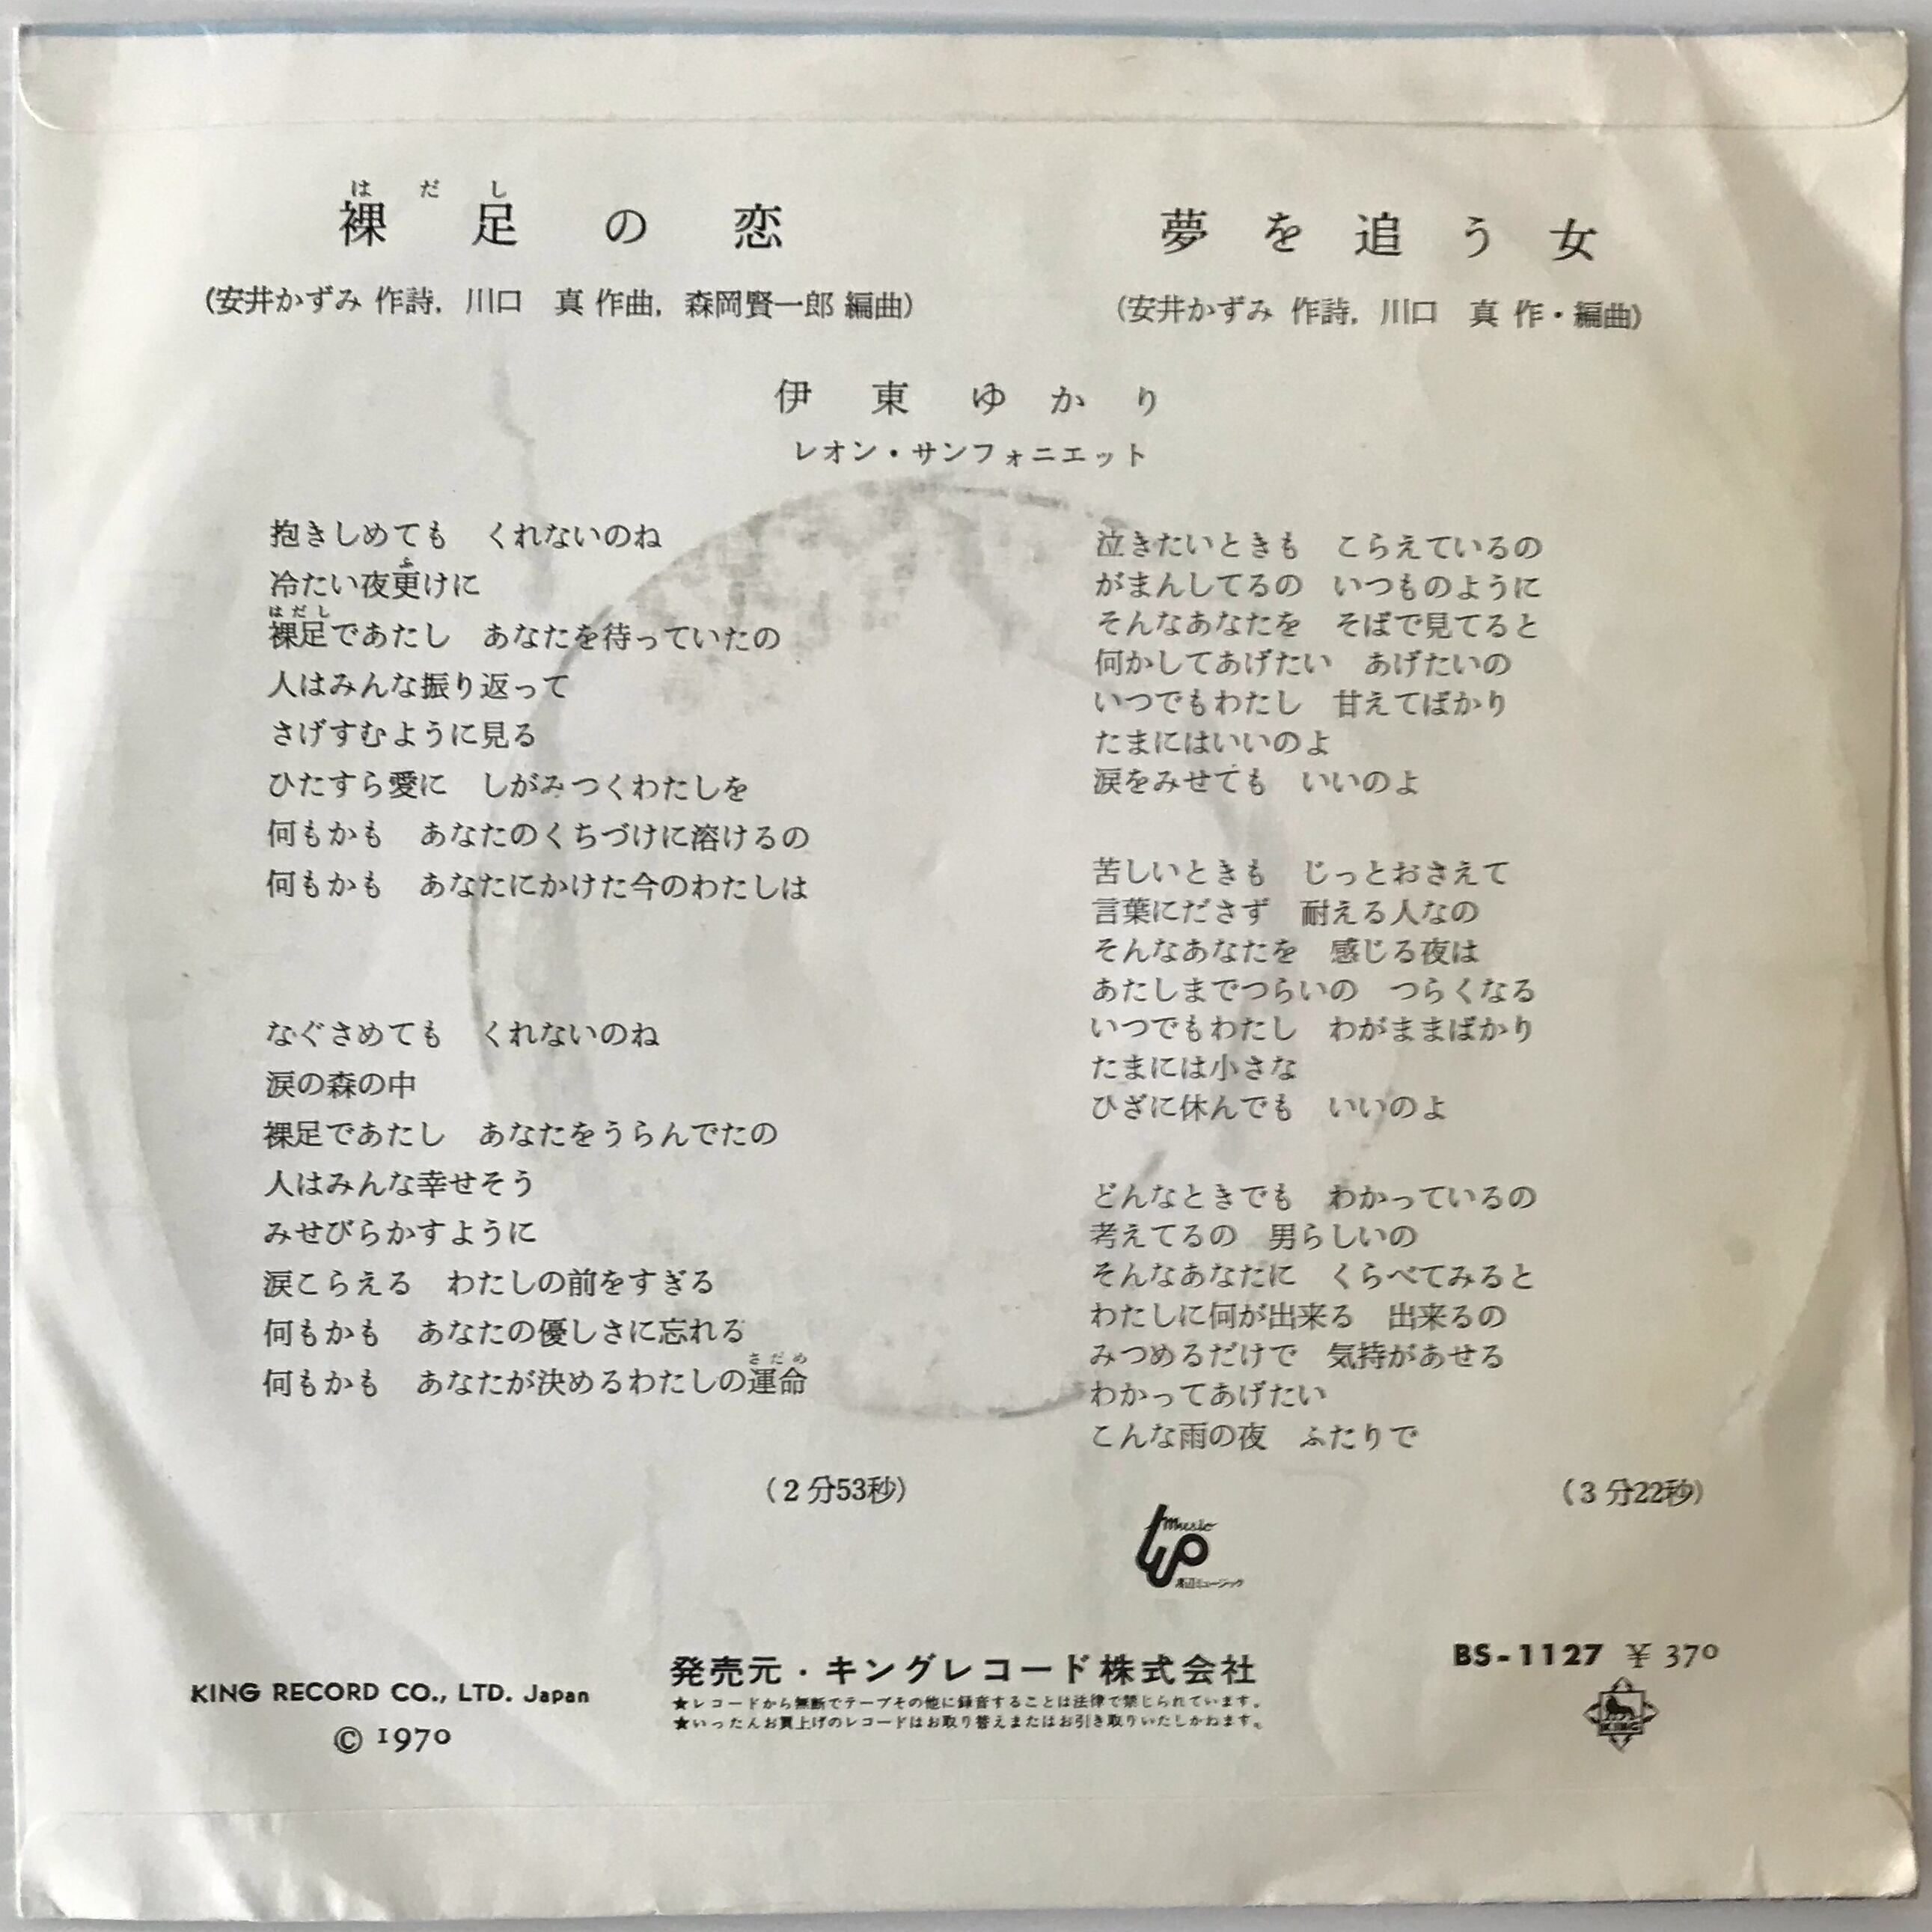 はだし
裸足の恋
(安井かずみ 作詩, 川口 真 作曲, 森岡賢一郎 編曲)
夢を追う女
(安井かずみ 作詩, 川口 真 作・編曲)
伊東ゆかり
レオン・サンフォニエット
抱きしめても くれないのね
ふ
冷たい夜更けに
はだし
裸足であたし あなたを待っていたの
人はみんな振り返って
さげすむように見る
ひたすら愛に しがみつくわたしを
何もかも あなたのくちづけに溶けるの
何もかも あなたにかけた今のわたしは
なぐさめても くれないのね
涙の森の中
裸足であたし あなたをうらんでたの
人はみんな幸せそう
みせびらかすように
涙こらえる わたしの前をすぎる
何もかも あなたの優しさに忘れる
さだめ
何もかも あなたが決めるわたしの運命
(2分53秒)
泣きたいときも こらえているの
がまんしてるの いつものように
そんなあなたを そばで見てると
何かしてあげたい あげたいの
いつでもわたし 甘えてばかり
たまにはいいのよ
涙をみせても いいのよ
苦しいときも じっとおさえて
言葉にださず 耐える人なの
そんなあなたを 感じる夜は
あたしまでつらいの つらくなる
いつでもわたし わがままばかり
たまには小さな
ひざに休んでも いいのよ
どんなときでも わかっているの
考えてるの 男らしいの
そんなあなたに くらべてみると
わたしに何が出来る 出来るの
みつめるだけで 気持があせる
わかってあげたい
こんな雨の夜 ふたりで
(3分22秒)
music
渡辺ミュージック
KING RECORD CO., LTD. Japan
© 1970
発売元・キングレコード株式会社
★レコードから無断でテープその他に録音することは法律で禁じられています。
★いったんお買上げのレコードはお取り替えまたはお引き取りいたしかねます。
BS-1127 ¥ 370
KING